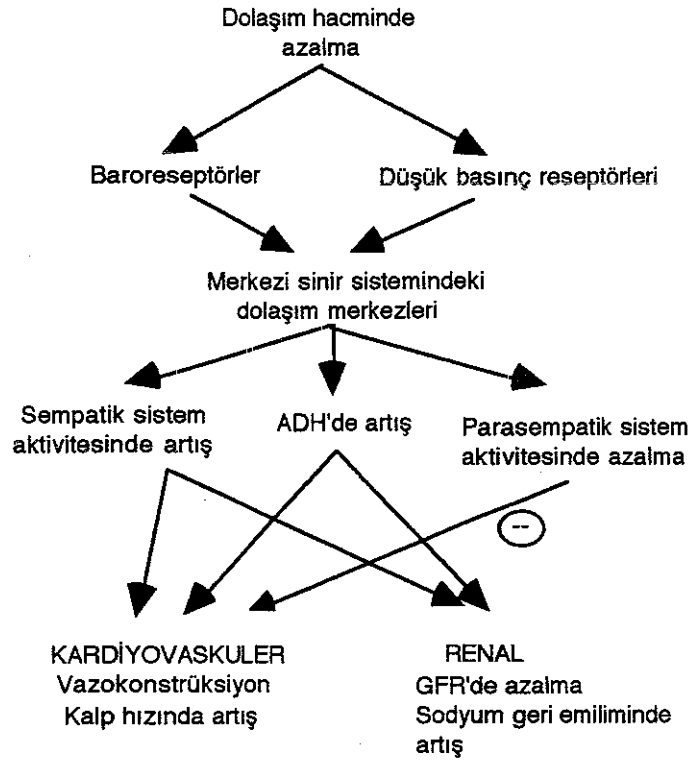 Dolaşım hacminde
azalma
Baroreseptörler
Düşük basınç reseptörleri
Merkezi sinir sistemindeki
dolaşım merkezleri
Sempatik sistem
aktivitesinde artış
ADH'de artış
Parasempatik sistem
aktivitesinde azalma
--
KARDİYOVASKULER
Vazokonstrüksiyon
Kalp hızında artış
RENAL
GFR'de azalma
Sodyum geri emiliminde
artış